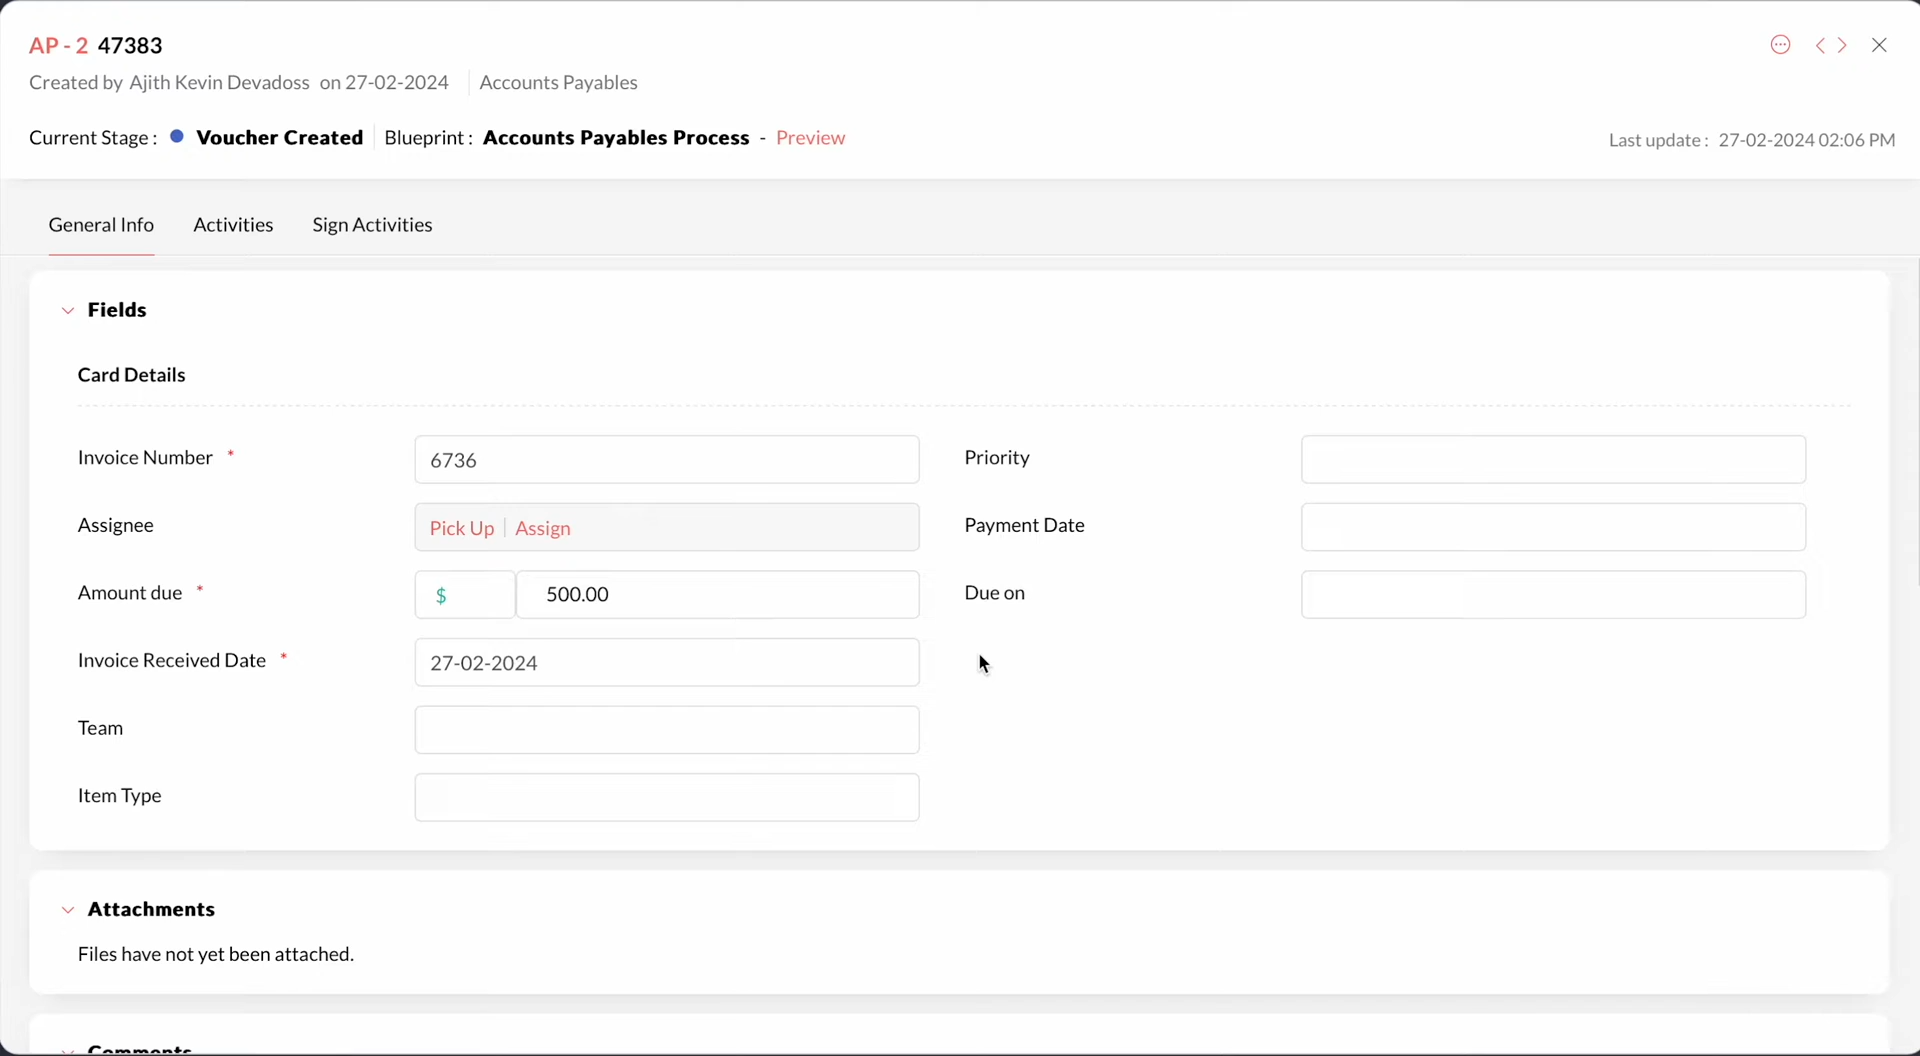 AP - 2 47383
Created by Ajith Kevin Devadoss on 27-02-2024 Accounts Payables
Current Stage : Voucher Created Blueprint : Accounts Payables Process - Preview
Last update : 27-02-2024 02:06 PM
General Info Activities Sign Activities
Fields
Card Details
Invoice Number * 6736
Priority
Assignee Pick Up Assign
Payment Date
Amount due * $ 500.00
Due on
Invoice Received Date * 27-02-2024
Team
Item Type
Attachments
Files have not yet been attached.
Comments